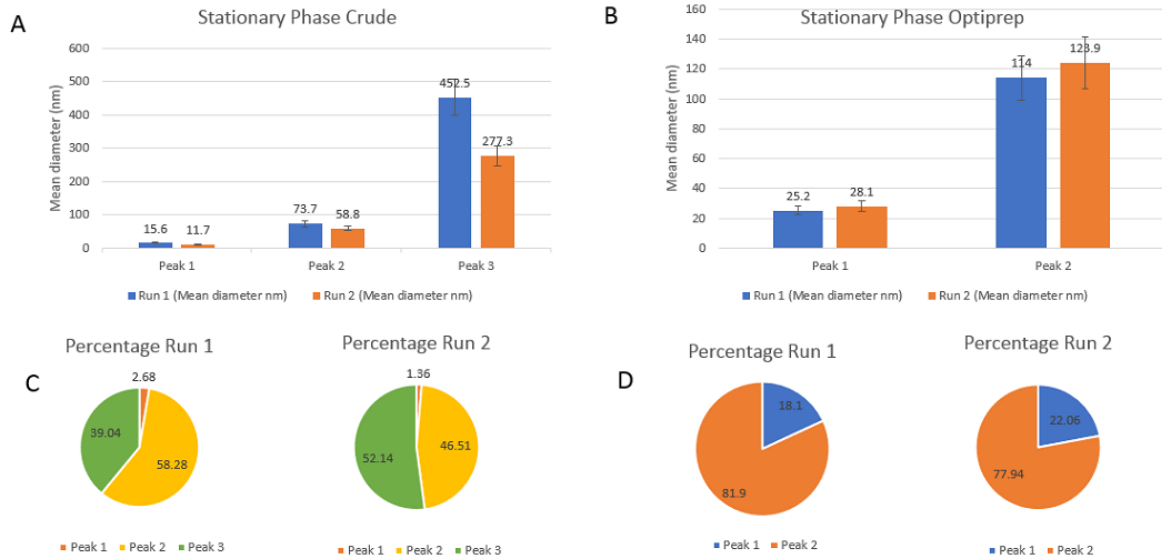 A
Stationary Phase Crude
Mean diameter (nm)
600
500
400
300
200
100
0
15.6
11.7
73.7
58.8
452.5
277.3
Peak 1
Peak 2
Peak 3
Run 1 (Mean diameter nm)
Run 2 (Mean diameter nm)
B
Stationary Phase Optiprep
Mean diameter (nm)
160
140
120
100
80
60
40
20
0
25.2
28.1
114
123.9
Peak 1
Peak 2
Run 1 (Mean diameter nm)
Run 2 (Mean diameter nm)
C
Percentage Run 1
2.68
39.04
58.28
Peak 1
Peak 2
Peak 3
Percentage Run 2
1.36
46.51
52.14
Peak 1
Peak 2
Peak 3
D
Percentage Run 1
18.1
81.9
Peak 1
Peak 2
Percentage Run 2
22.06
77.94
Peak 1
Peak 2